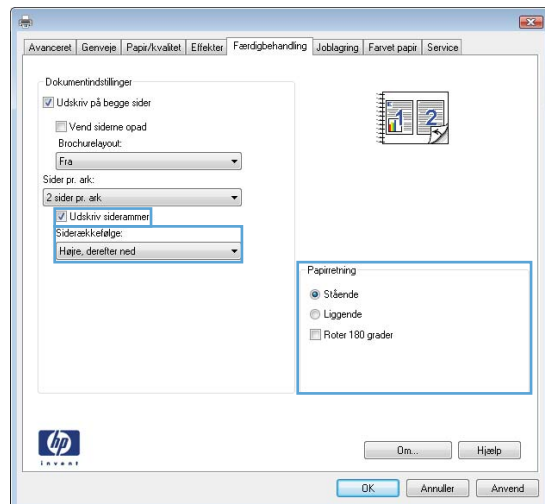 Avanceret Genveje Papir/kvalitet Effekter Færdigbehandling Joblagring Farvet papir Service
Dokumentindstillinger
Udskriv på begge sider
Vend siderne opad
Brochurelayout:
Fra
Sider pr. ark:
2 sider pr. ark
Udskriv siderammer
Siderækkefølge:
Højre, derefter ned
1 2
Papirretning
Stående
Liggende
Roter 180 grader
hp
invent
Om... Hjælp
OK Annuller Anvend